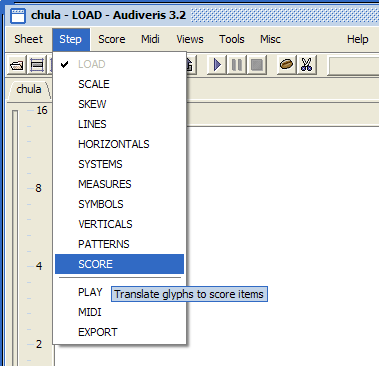 chula - LOAD - Audiveris 3.2
Sheet Step Score Midi Views Tools Misc Help
chula
LOAD
SCALE
SKEW
LINES
HORIZONTALS
SYSTEMS
MEASURES
SYMBOLS
VERTICALS
PATTERNS
SCORE
PLAY
Translate glyphs to score items
MIDI
EXPORT
16
8
4
2